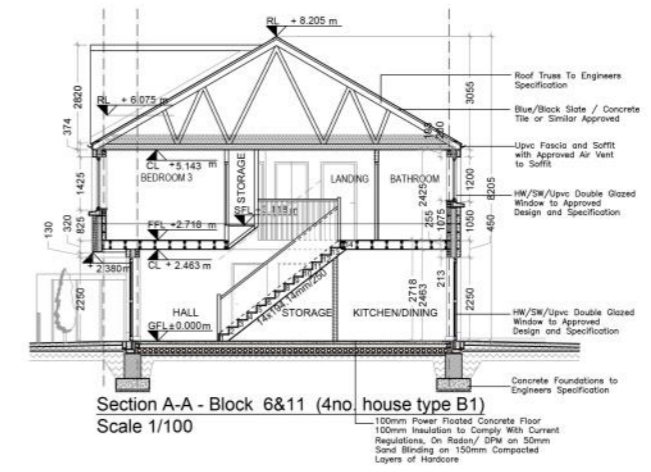 RL + 8.205 m
2820
RL + 6.075 m
374
3055
Roof Truss To Engineers
Specification
Blue/Black Slate / Concrete
Tile or Similar Approved
Upvc Fascia and Soffit
with Approved Air Vent
to Soffit
CL +5.143 m
BEDROOM 3
STORAGE
LANDING
BATHROOM
1425
2425
1200
8205
HW/SW/Upvc Double Glazed
Window to Approved
Design and Specification
130
320
825
FFL +2.718 m
255
1075
1050
450
+ 2.380m
CL + 2.463 m
2250
HALL
GFL ±0.000m
14x194.14mm/250
STORAGE
KITCHEN/DINING
2718
2463
213
2250
HW/SW/Upvc Double Glazed
Window to Approved
Design and Specification
Concrete Foundations to
Engineers Specification
Section A-A - Block 6&11 (4no. house type B1)
Scale 1/100
100mm Power Floated Concrete Floor
100mm Insulation to Comply With Current
Regulations, On Radon/ DPM on 50mm
Sand Blinding on 150mm Compacted
Layers of Hardcore